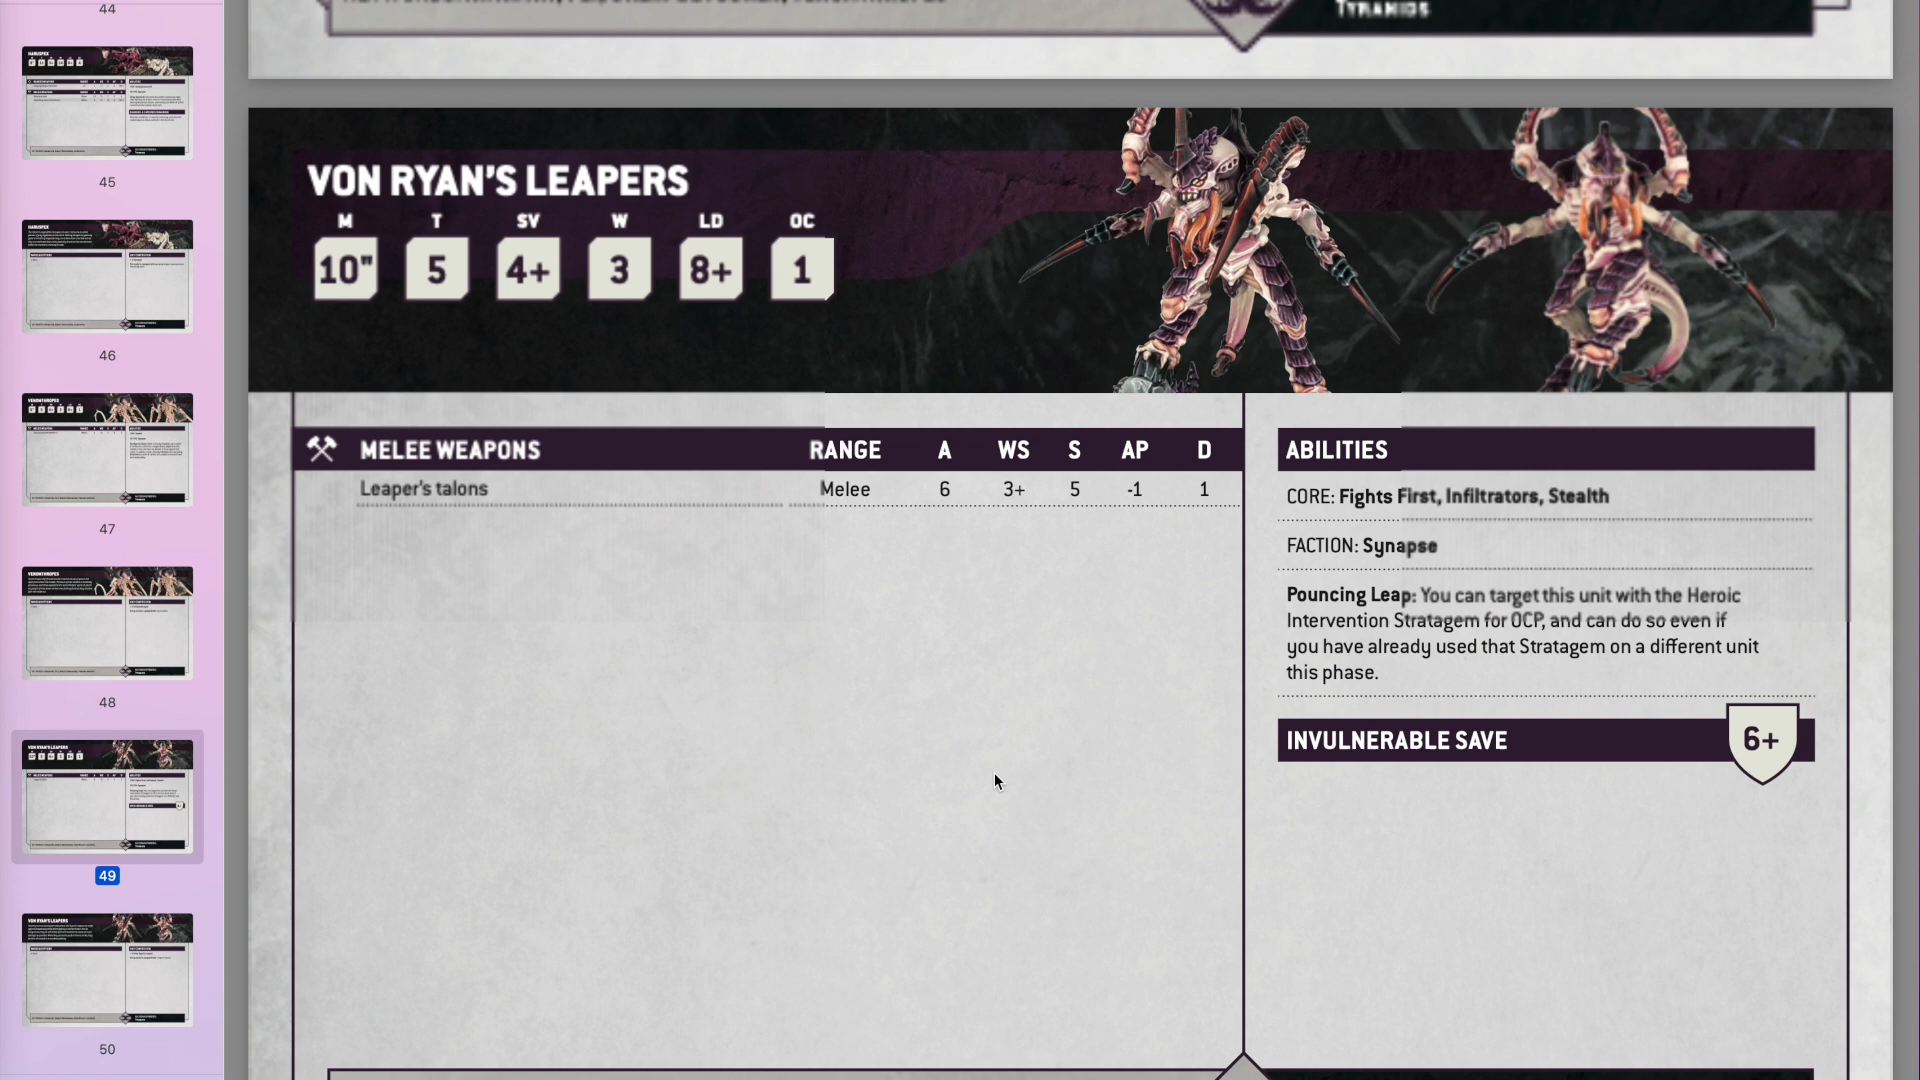 44
45
46
47
48
49
50
TYRANIDS
VON RYAN'S LEAPERS
M T SV W LD OC
10" 5 4+ 3 8+ 1
MELEE WEAPONS RANGE A WS S AP D
Leaper's talons Melee 6 3+ 5 -1 1
ABILITIES
CORE: Fights First, Infiltrators, Stealth
FACTION: Synapse
Pouncing Leap: You can target this unit with the Heroic
Intervention Stratagem for 0CP, and can do so even if
you have already used that Stratagem on a different unit
this phase.
INVULNERABLE SAVE 6+